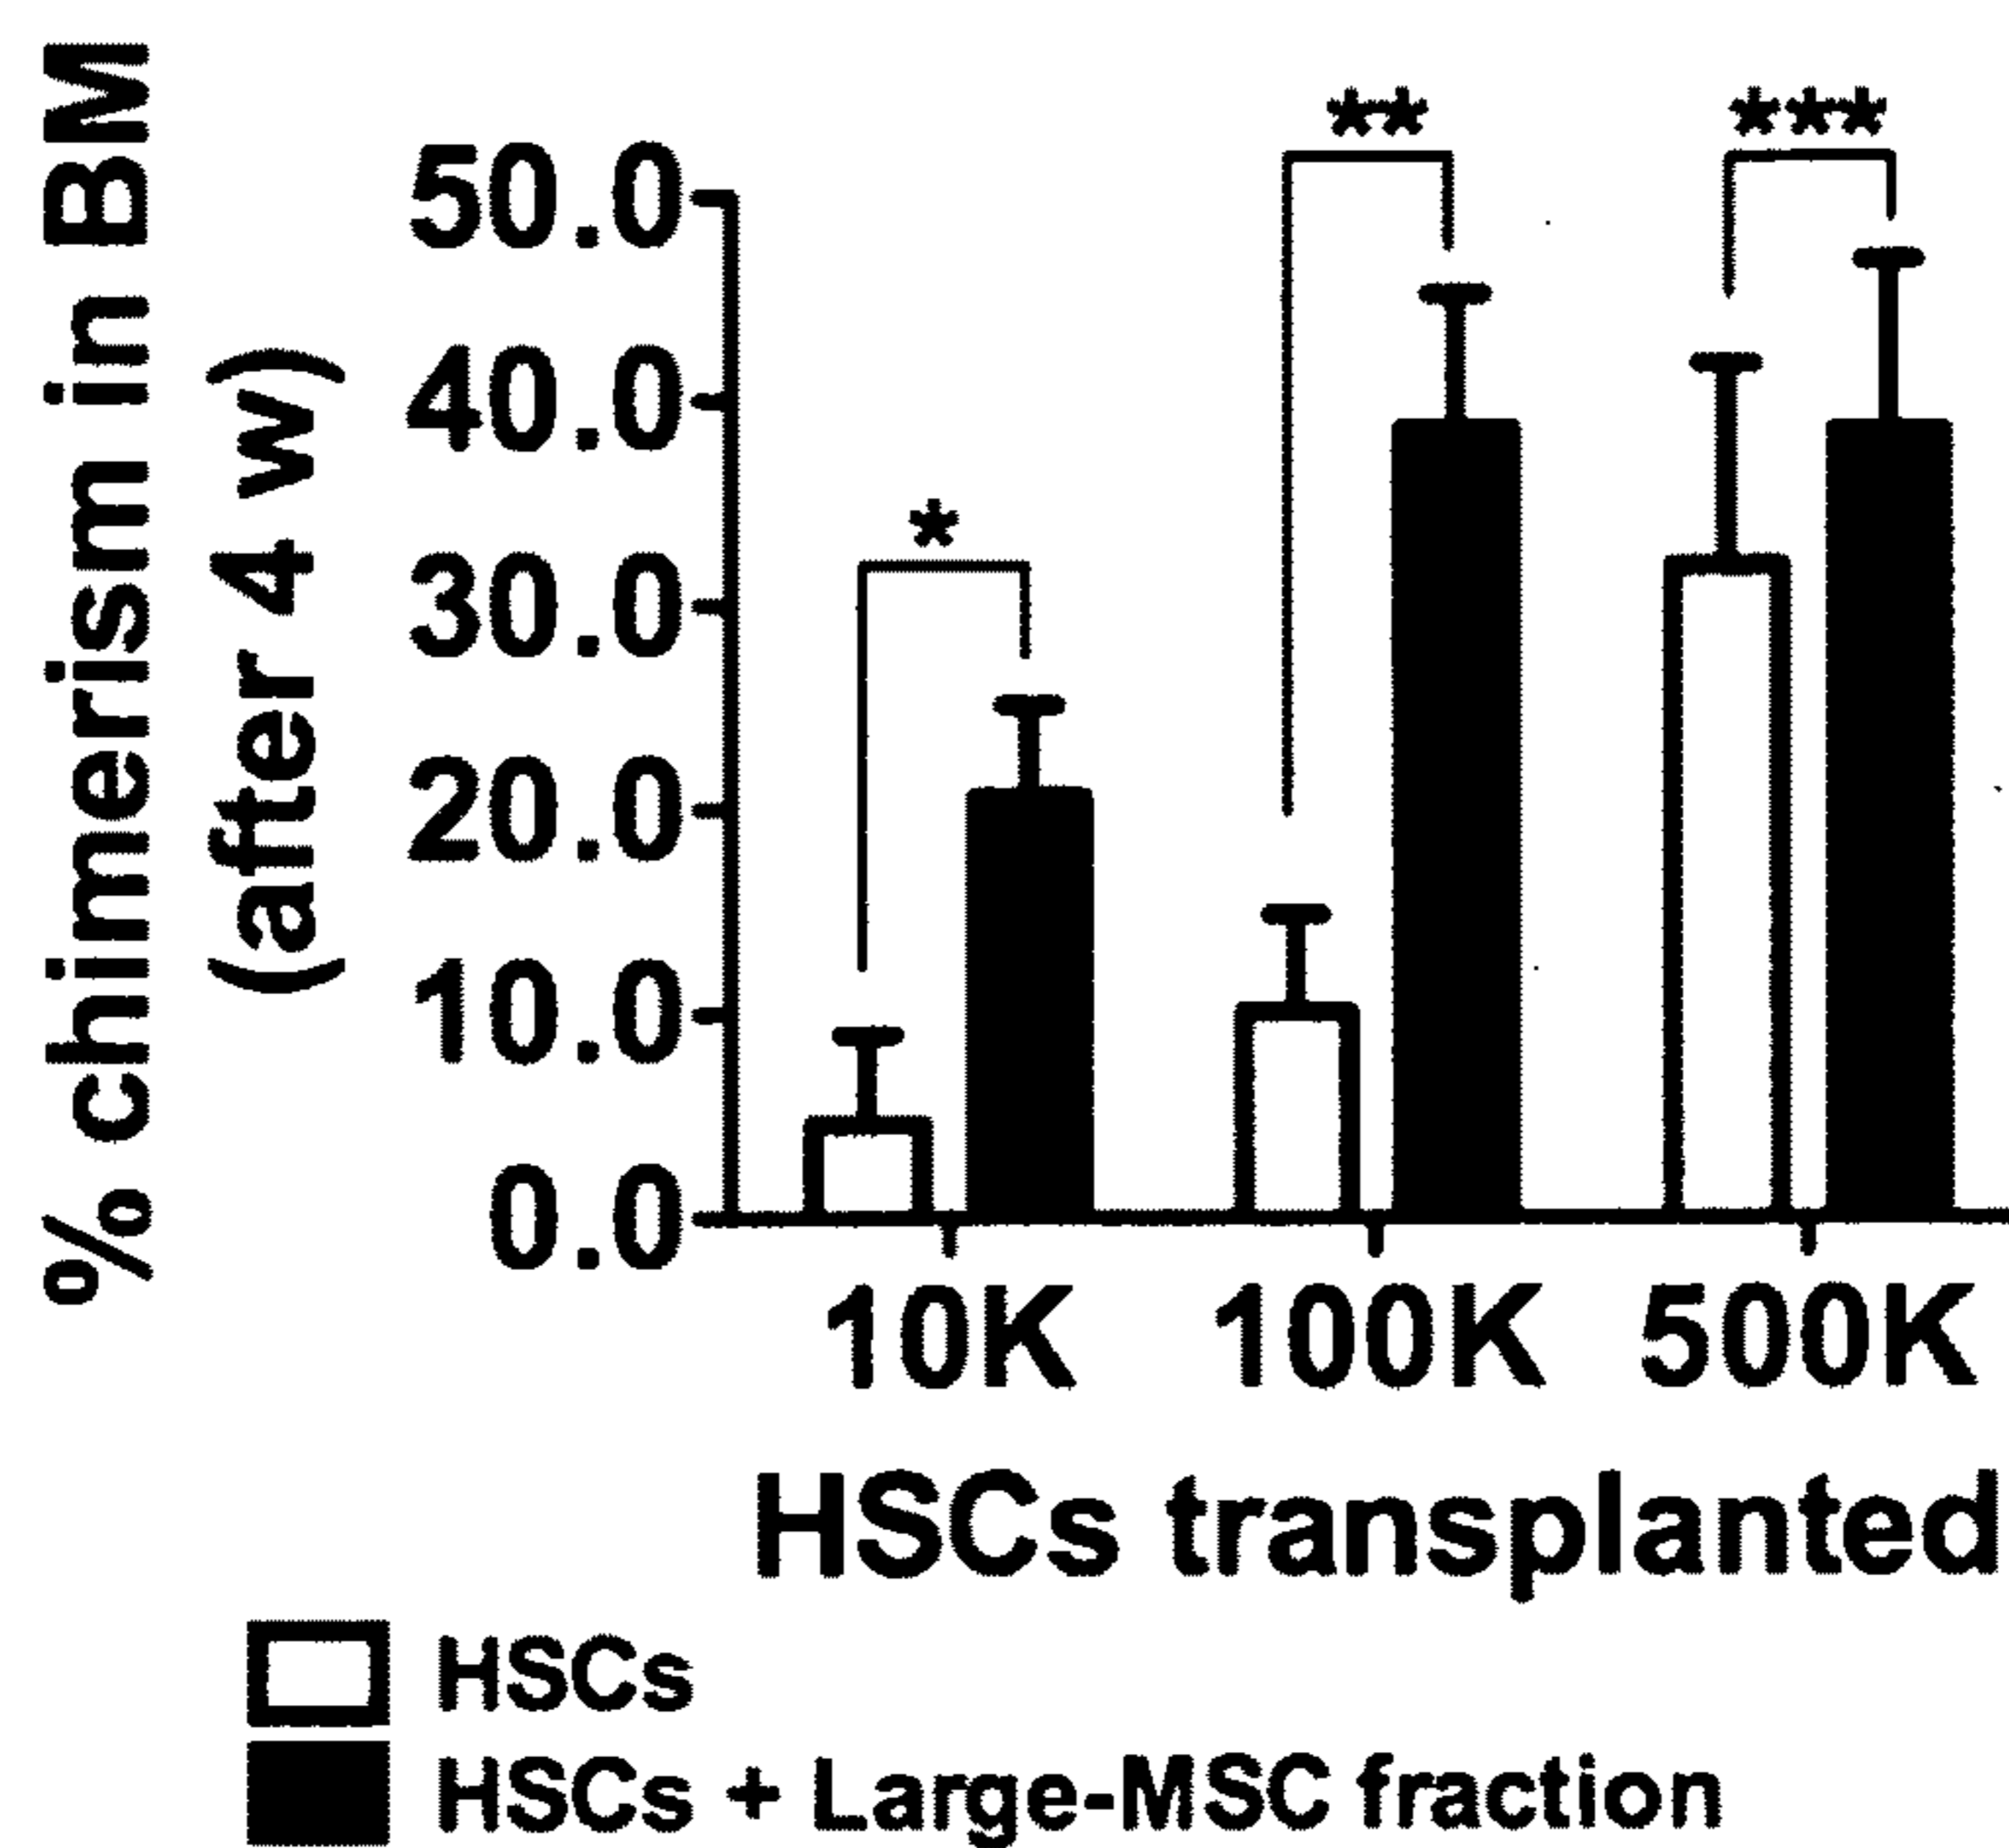 % chimerism in BM
(after 4 w)
50.0
40.0
30.0
20.0
10.0
0.0
*
**
***
10K 100K 500K
HSCs transplanted
HSCs
HSCs + Large-MSC fraction